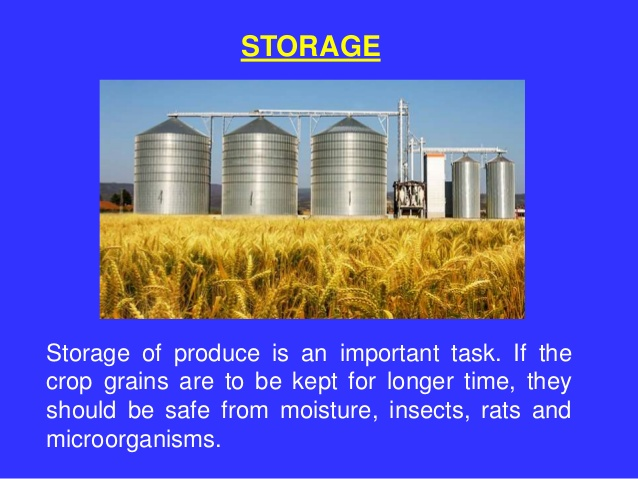 STORAGE
Storage of produce is an important task. If the
crop grains are to be kept for longer time, they
should be safe from moisture, insects, rats and
microorganisms.